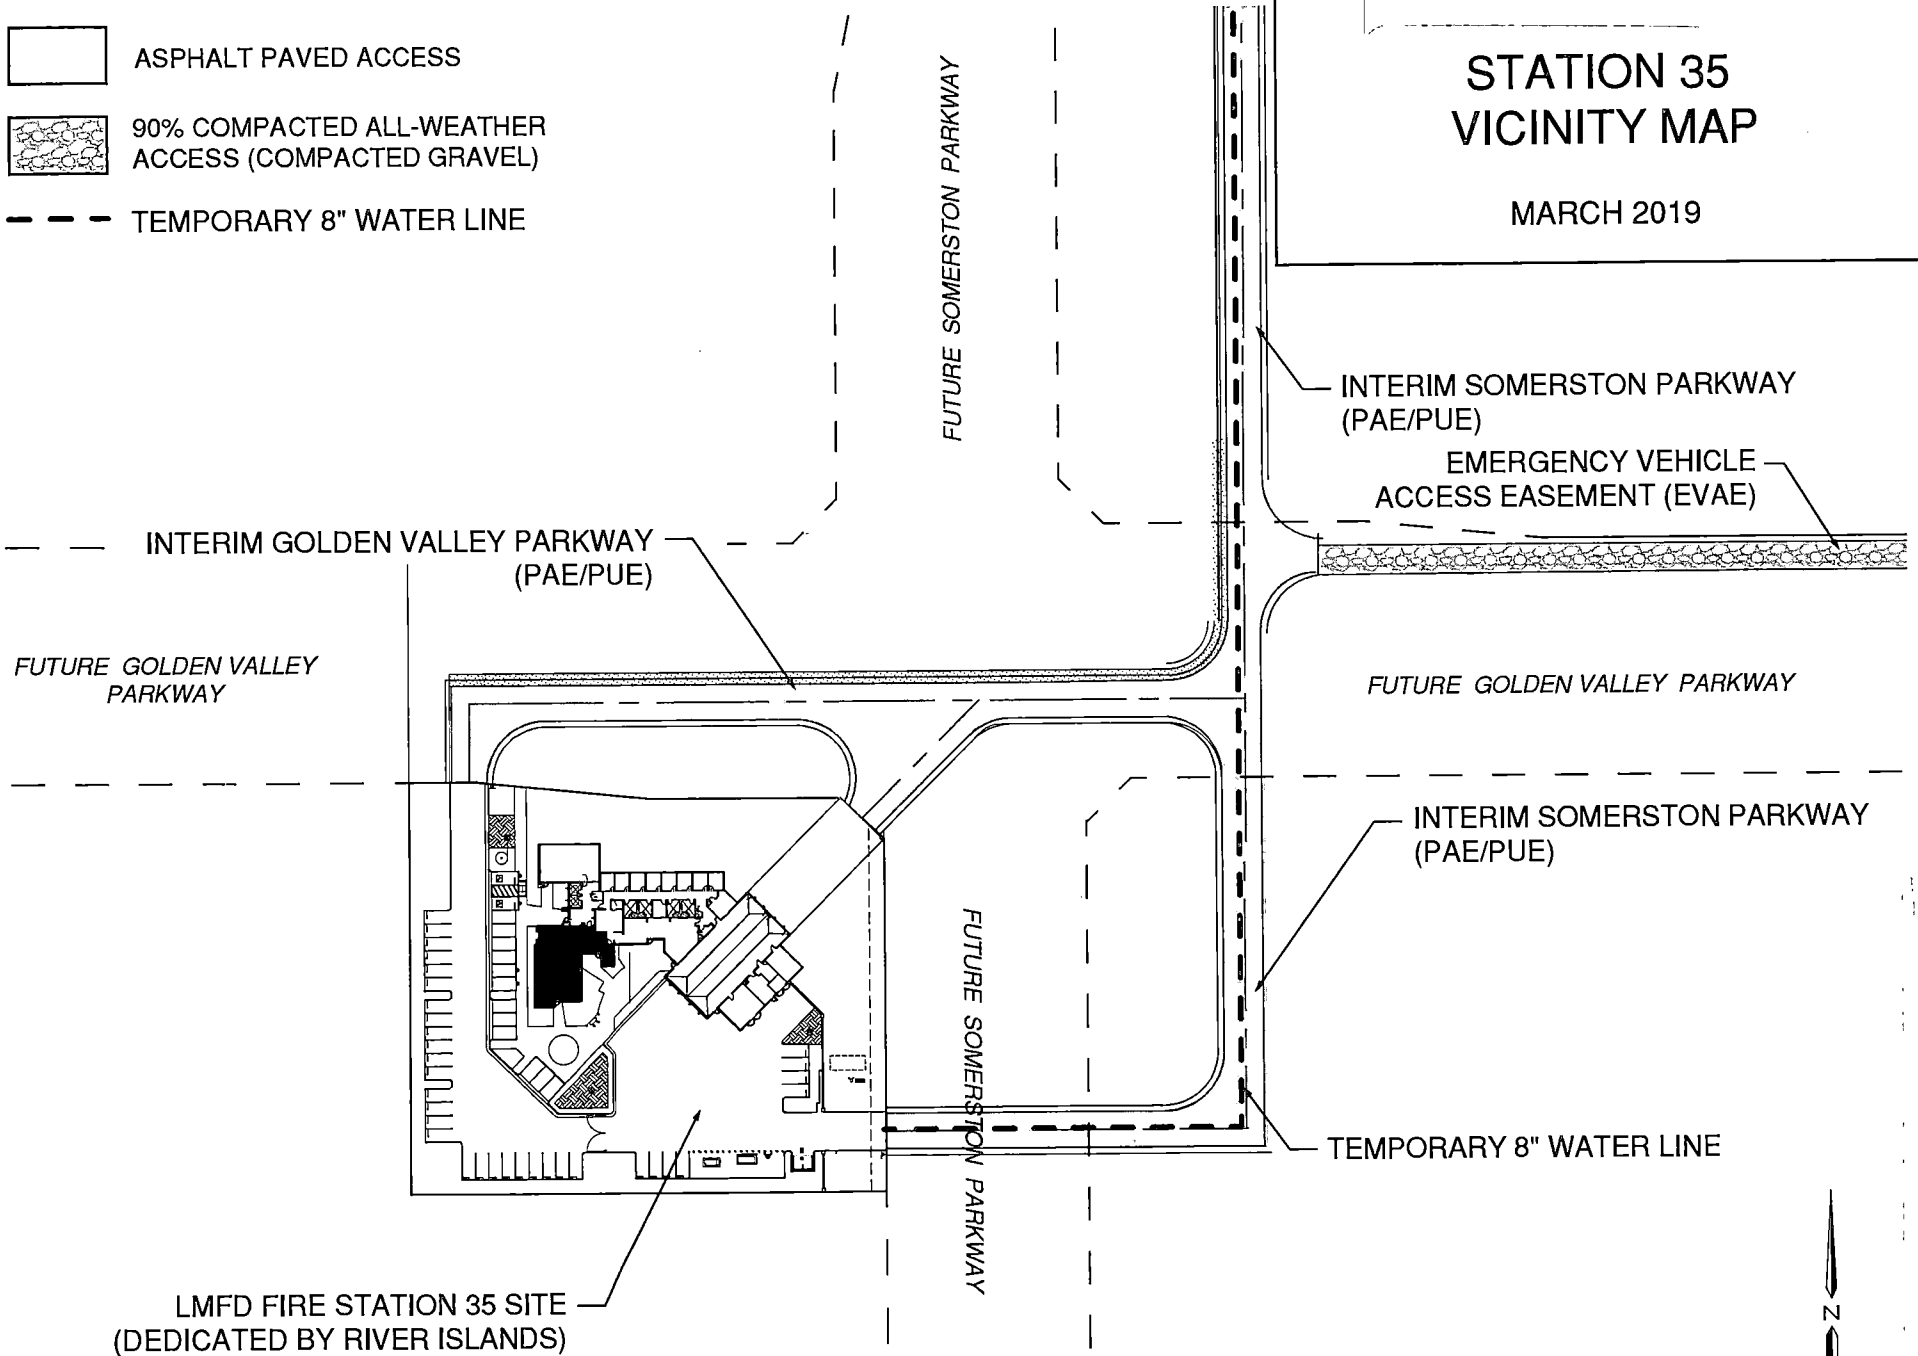 ASPHALT PAVED ACCESS
90% COMPACTED ALL-WEATHER
ACCESS (COMPACTED GRAVEL)
TEMPORARY 8" WATER LINE
STATION 35
VICINITY MAP
MARCH 2019
FUTURE SOMERSTON PARKWAY
INTERIM SOMERSTON PARKWAY
(PAE/PUE)
EMERGENCY VEHICLE
ACCESS EASEMENT (EVAE)
INTERIM GOLDEN VALLEY PARKWAY
(PAE/PUE)
FUTURE GOLDEN VALLEY
PARKWAY
FUTURE GOLDEN VALLEY PARKWAY
INTERIM SOMERSTON PARKWAY
(PAE/PUE)
FUTURE SOMERSTON PARKWAY
TEMPORARY 8" WATER LINE
LMFD FIRE STATION 35 SITE
(DEDICATED BY RIVER ISLANDS)
N